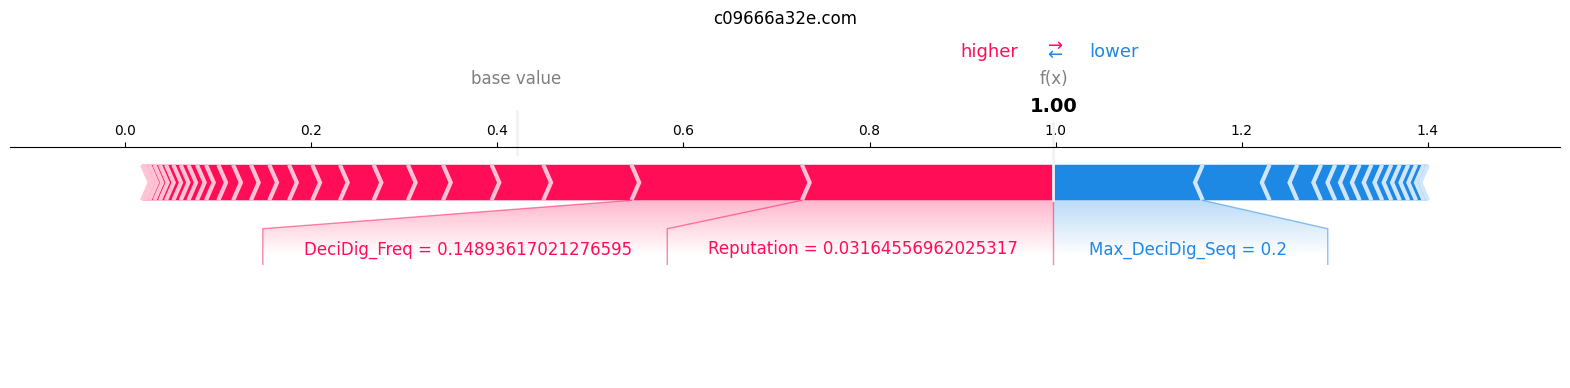 c09666a32e.com
higher ⇄ lower
base value f(x)
1.00
0.0 0.2 0.4 0.6 0.8 1.0 1.2 1.4
DeciDig_Freq = 0.14893617021276595 Reputation = 0.03164556962025317 Max_DeciDig_Seq = 0.2